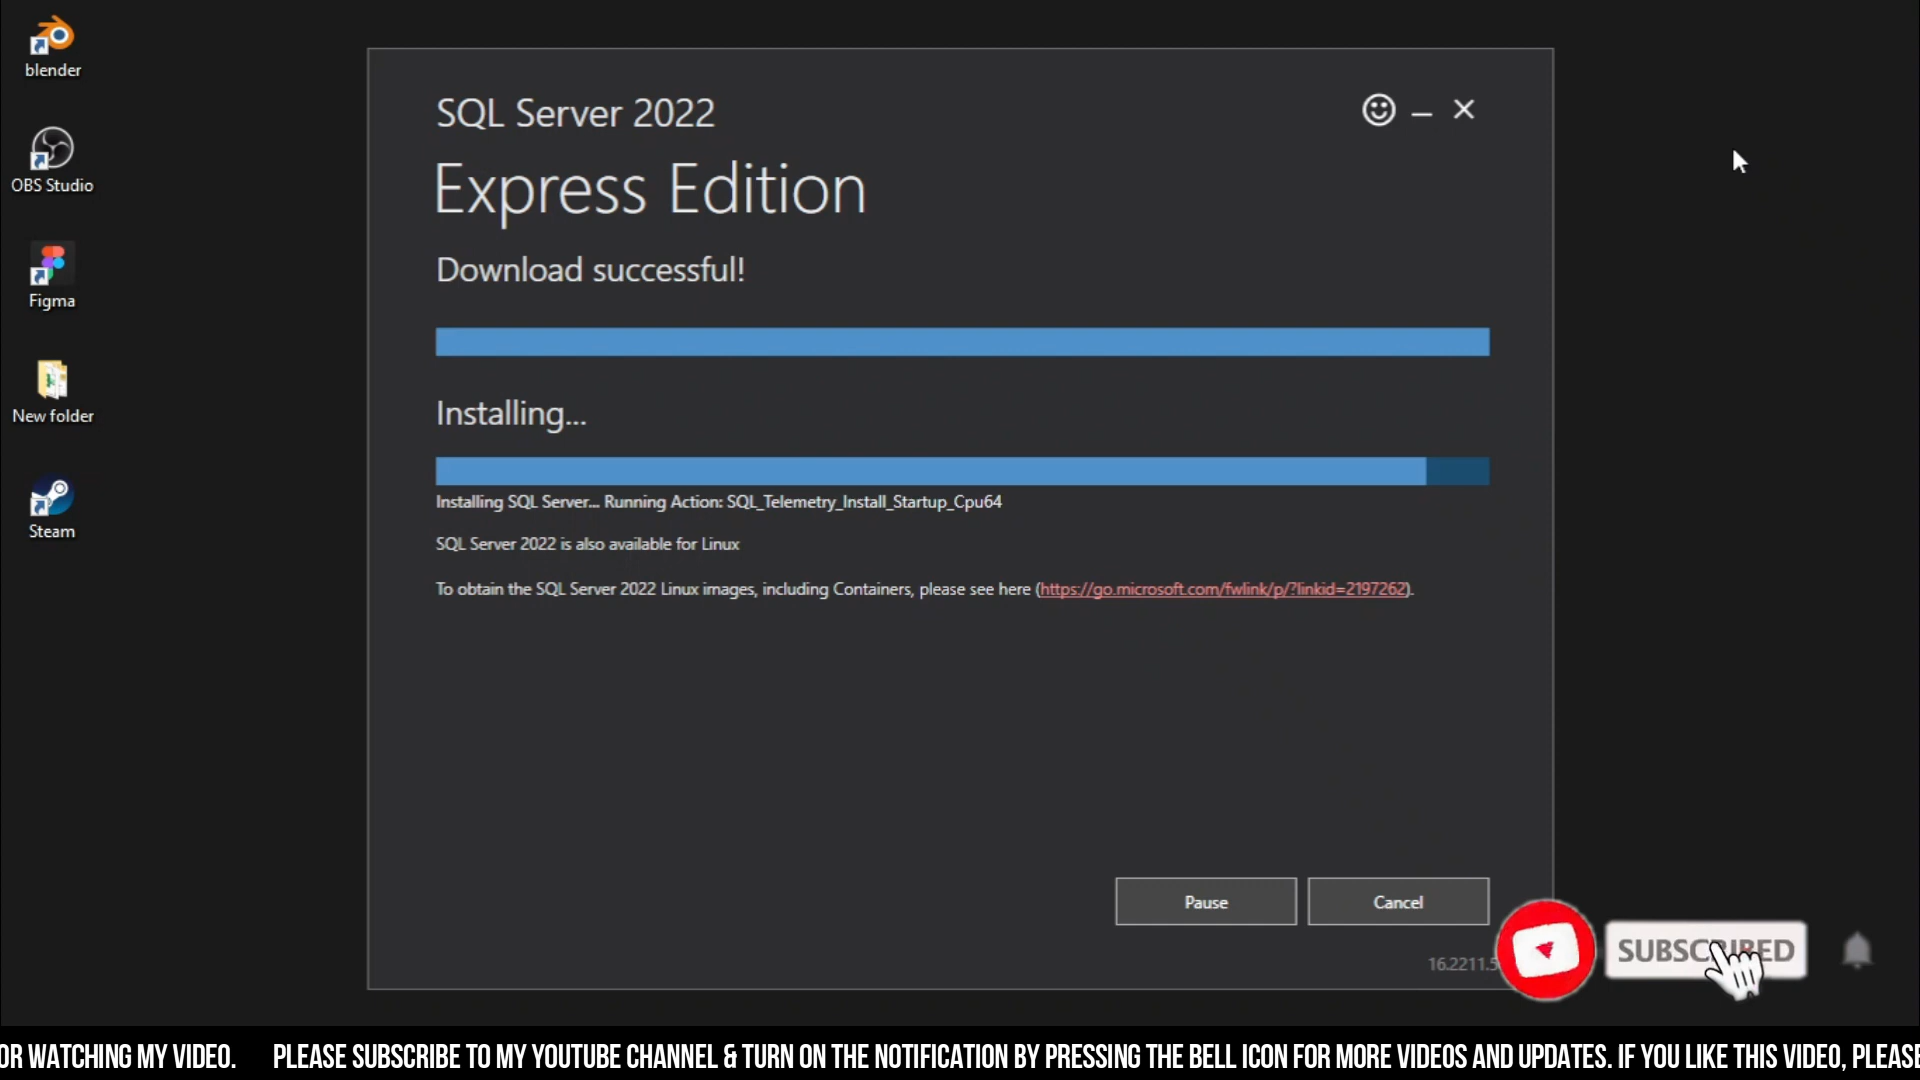 blender
OBS Studio
Figma
New folder
Steam
SQL Server 2022
Express Edition
Download successful!
Installing...
Installing SQL Server... Running Action: SQL_Telemetry_Install_Startup_Cpu64
SQL Server 2022 is also available for Linux
To obtain the SQL Server 2022 Linux images, including Containers, please see here (https://go.microsoft.com/fwlink/p/?linkid=2197262).
Pause
Cancel
16.2211.5
SUBSCRIBED
OR WATCHING MY VIDEO. PLEASE SUBSCRIBE TO MY YOUTUBE CHANNEL & TURN ON THE NOTIFICATION BY PRESSING THE BELL ICON FOR MORE VIDEOS AND UPDATES. IF YOU LIKE THIS VIDEO, PLEASE